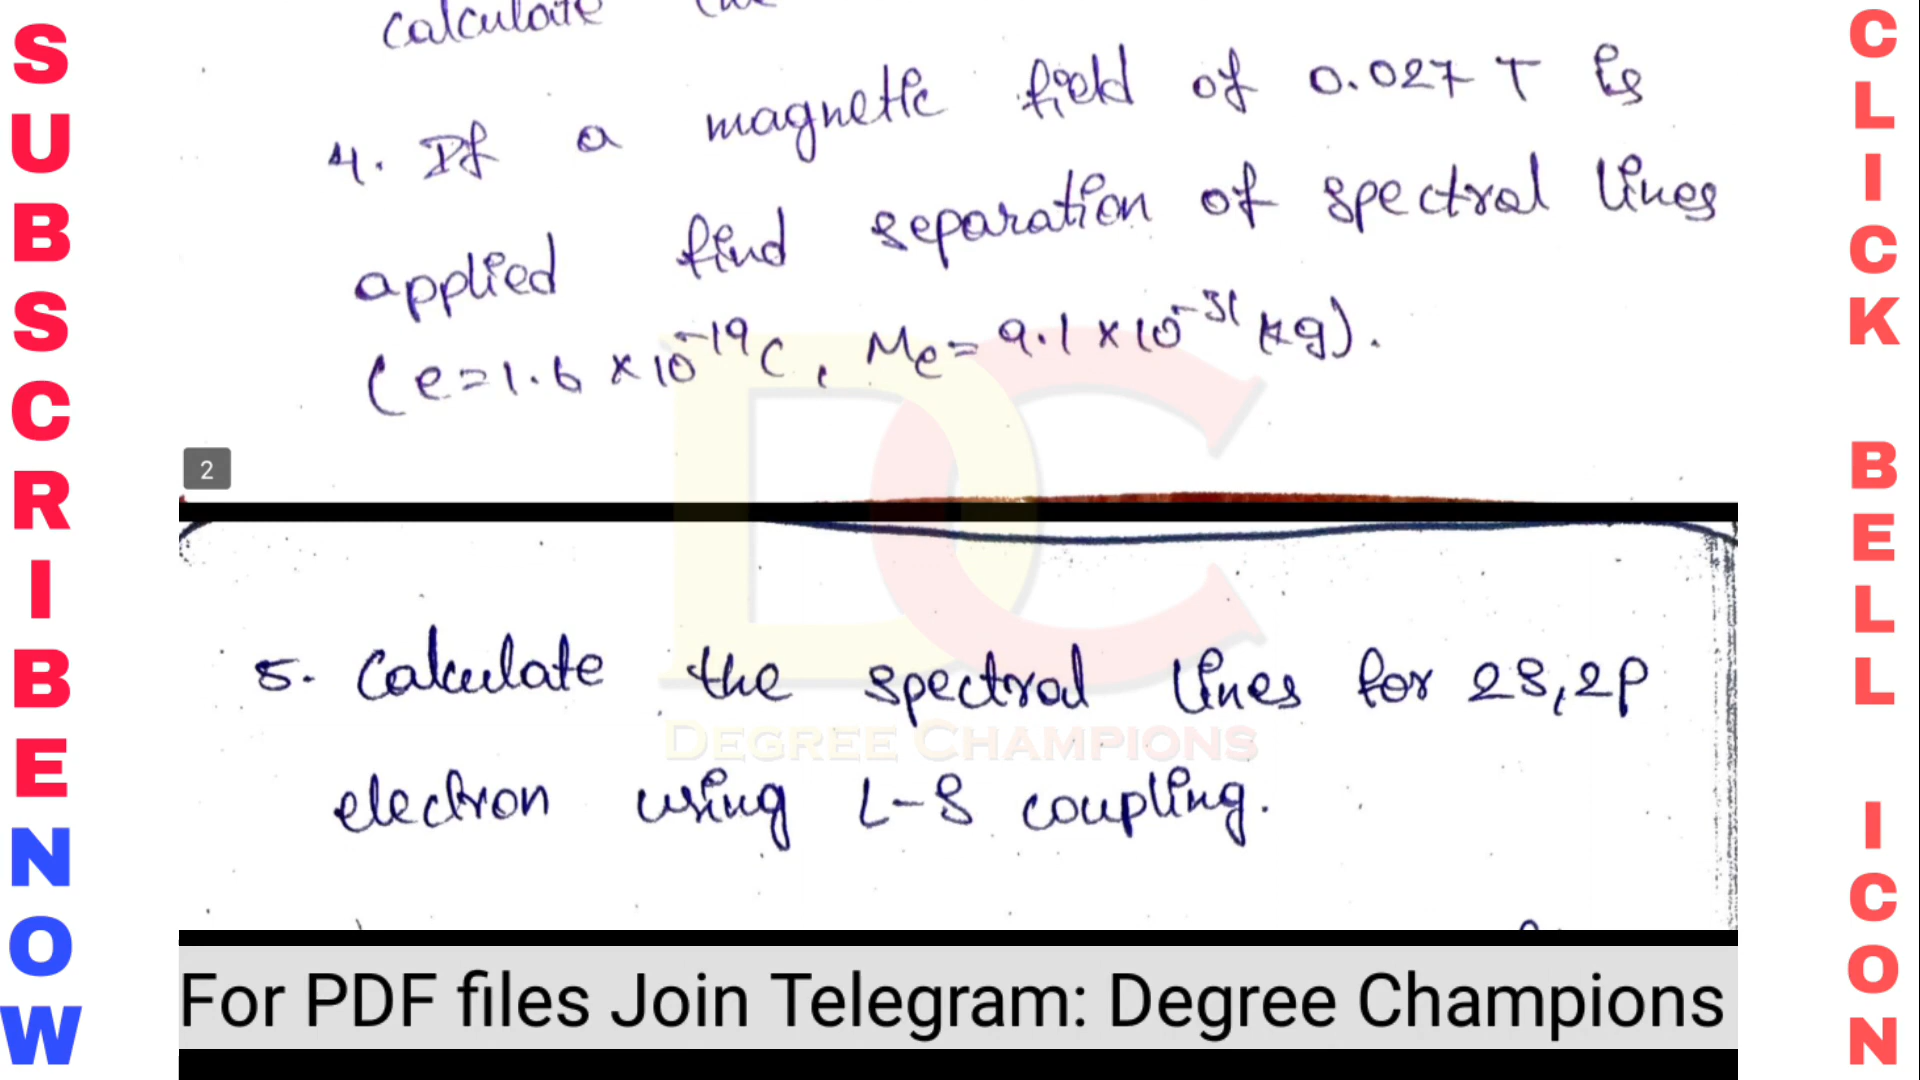 SUBSCRIBE NOW
calculate the
4. If a magnetic field of 0.027 T is
applied find separation of spectral lines
(e=1.6 × 10⁻¹⁹C, Me= 9.1 × 10⁻³¹ kg).
2
5. Calculate the spectral lines for 2S, 2P
DEGREE CHAMPIONS
electron using L-S coupling.
For PDF files Join Telegram: Degree Champions
CLICK BELL ICON